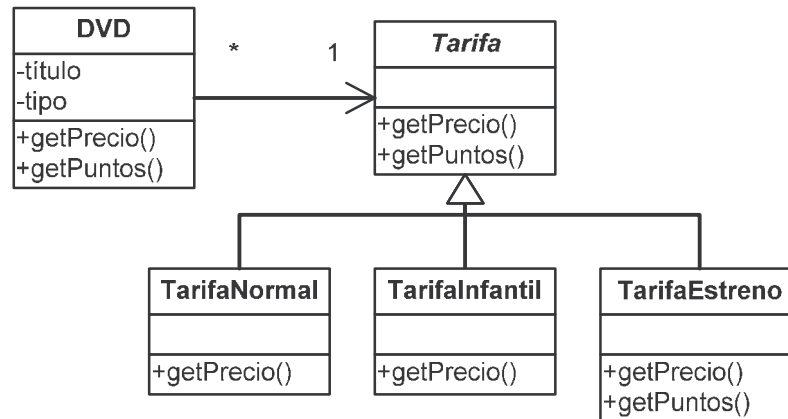 DVD
-título
-tipo
+getPrecio()
+getPuntos()
*
1
Tarifa
+getPrecio()
+getPuntos()
TarifaNormal
+getPrecio()
TarifaInfantil
+getPrecio()
TarifaEstreno
+getPrecio()
+getPuntos()